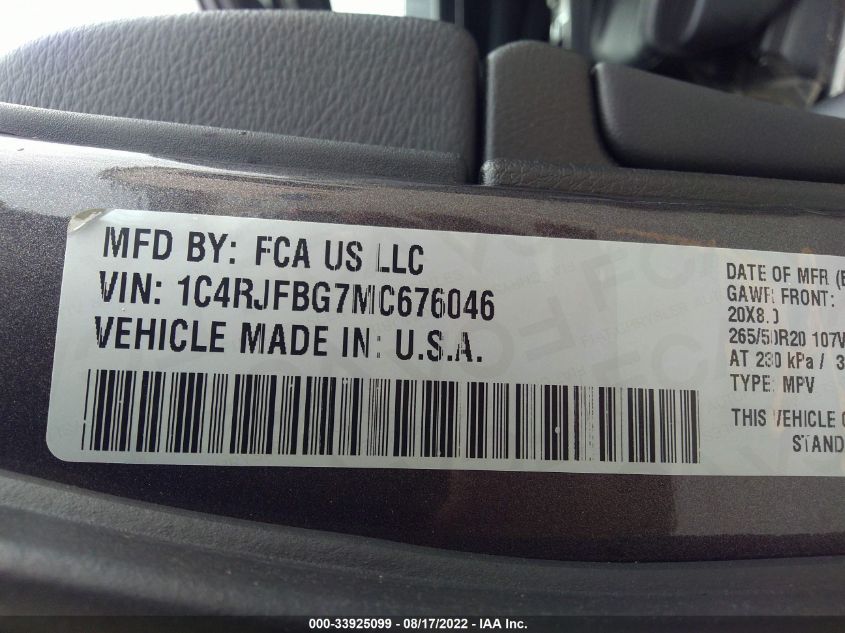 MFD BY: FCA US LLC
VIN: 1C4RJFBG7MC676046
VEHICLE MADE IN: U.S.A.
DATE OF MFR (
GAWR FRONT:
20X8.0
265/50R20 107V
AT 230 kPa / 3
TYPE: MPV
THIS VEHICLE
STAND
000-33925099 - 08/17/2022 - IAA Inc.